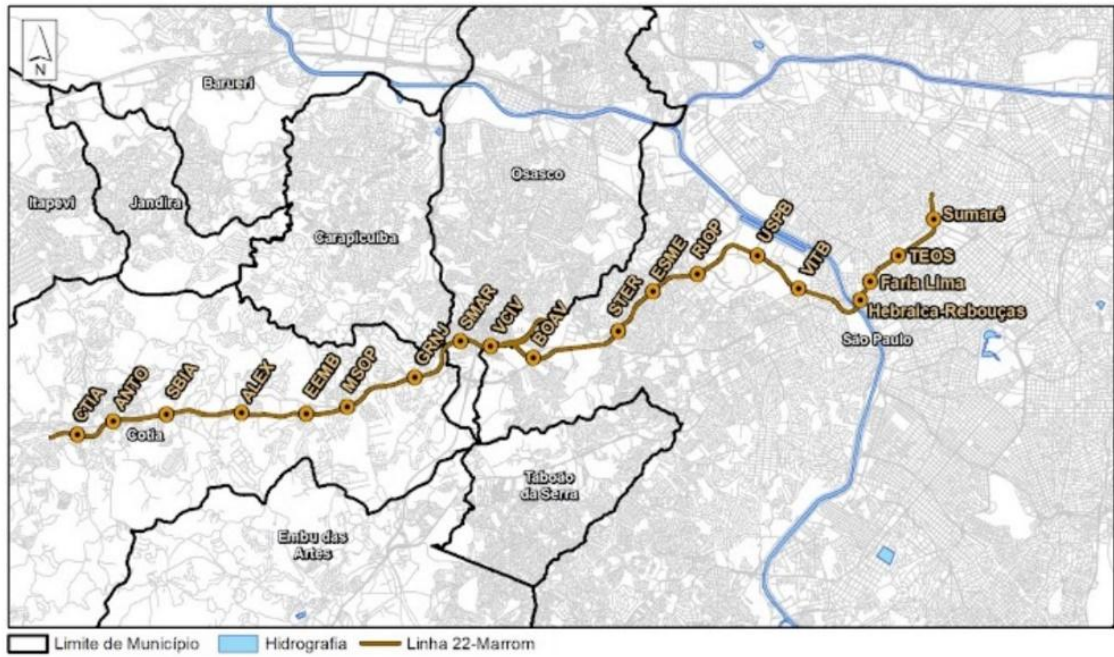 N
Barueri
Itapevi
Jandira
Osasco
Carapicuíba
Sumaré
TEOS
Faria Lima
Hebraica-Rebouças
São Paulo
VITB
USPB
RIOP
ESME
STER
BOAV
VCIV
SMAR
GRNJ
MSOP
EEMB
ALEX
SBIA
ANTO
CTIA
Cotia
Taboão
da Serra
Embu das
Artes
Limite de Município Hidrografia Linha 22-Marrom